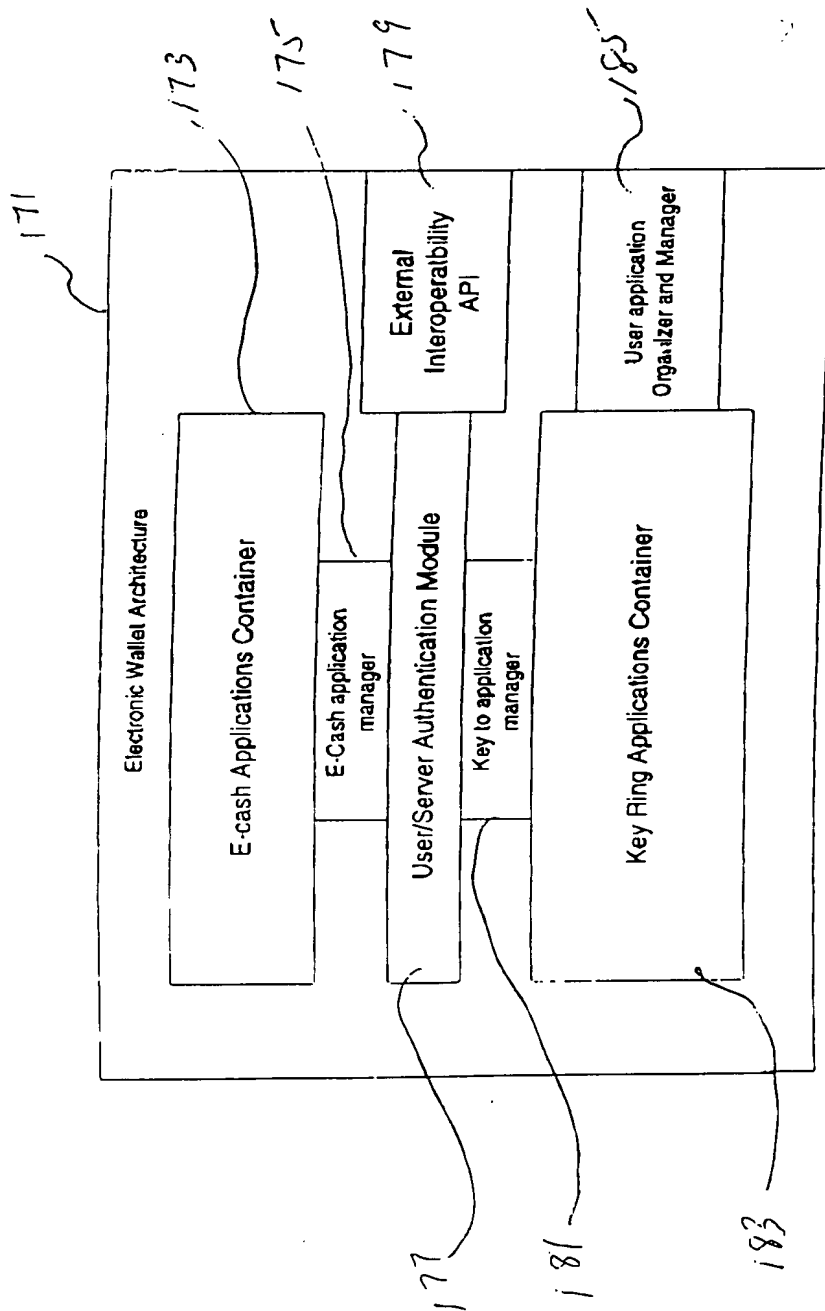 171
Electronic Wallet Architecture
173
E-cash Applications Container
175
E-Cash application
manager
177
User/Server Authentication Module
179
External
Interoperatbility
API
181
Key to application
manager
183
Key Ring Applications Container
185
User application
Organizer and Manager